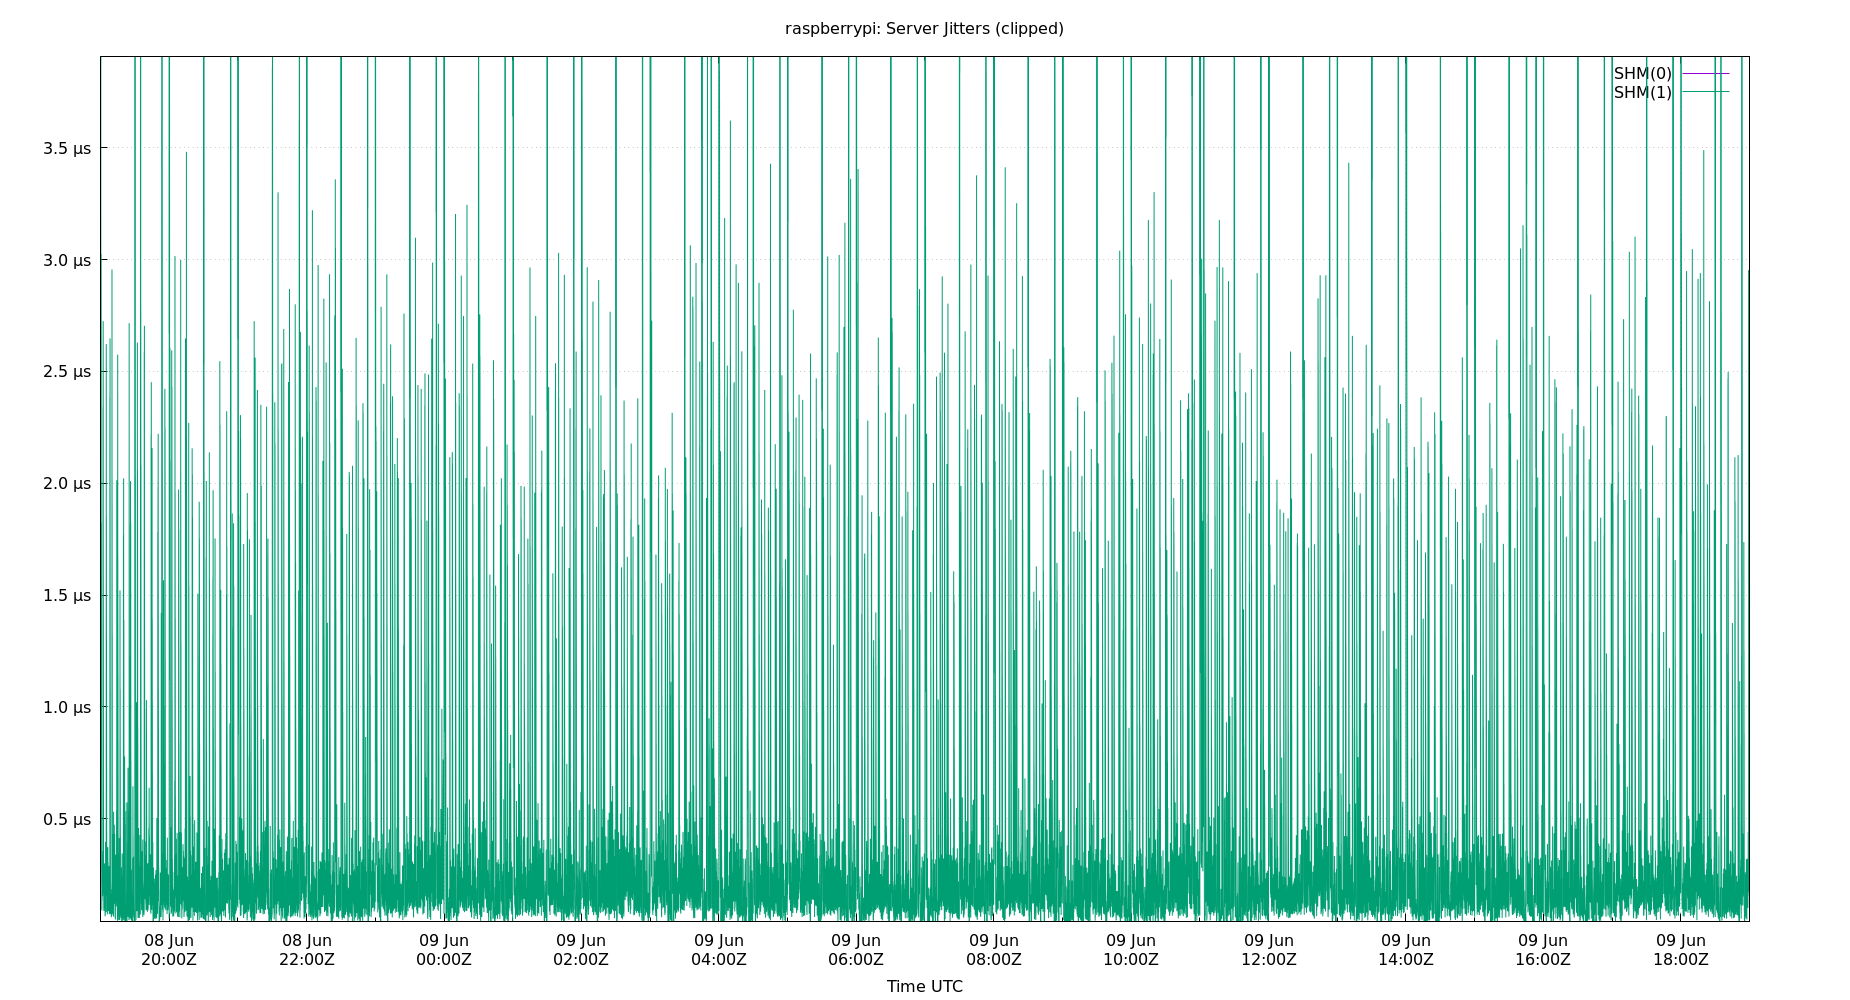 raspberrypi: Server Jitters (clipped)
SHM(0)
SHM(1)
3.5 µs
3.0 µs
2.5 µs
2.0 µs
1.5 µs
1.0 µs
0.5 µs
08 Jun 08 Jun 09 Jun 09 Jun 09 Jun 09 Jun 09 Jun 09 Jun 09 Jun 09 Jun 09 Jun 09 Jun
20:00Z 22:00Z 00:00Z 02:00Z 04:00Z 06:00Z 08:00Z 10:00Z 12:00Z 14:00Z 16:00Z 18:00Z
Time UTC